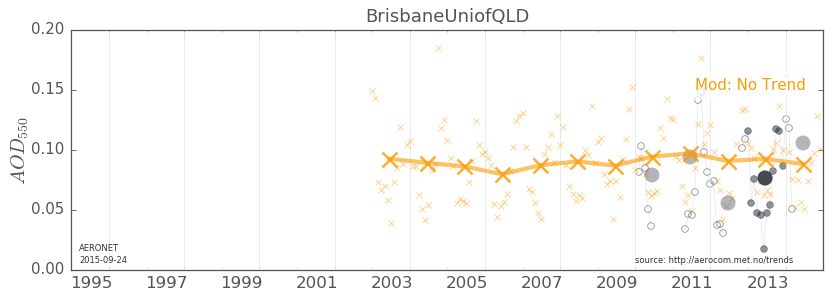 BrisbaneUniofQLD
0.20
0.15
0.10
0.05
0.00
AOD550
Mod: No Trend
AERONET
2015-09-24
source: http://aerocom.met.no/trends
1995 1997 1999 2001 2003 2005 2007 2009 2011 2013